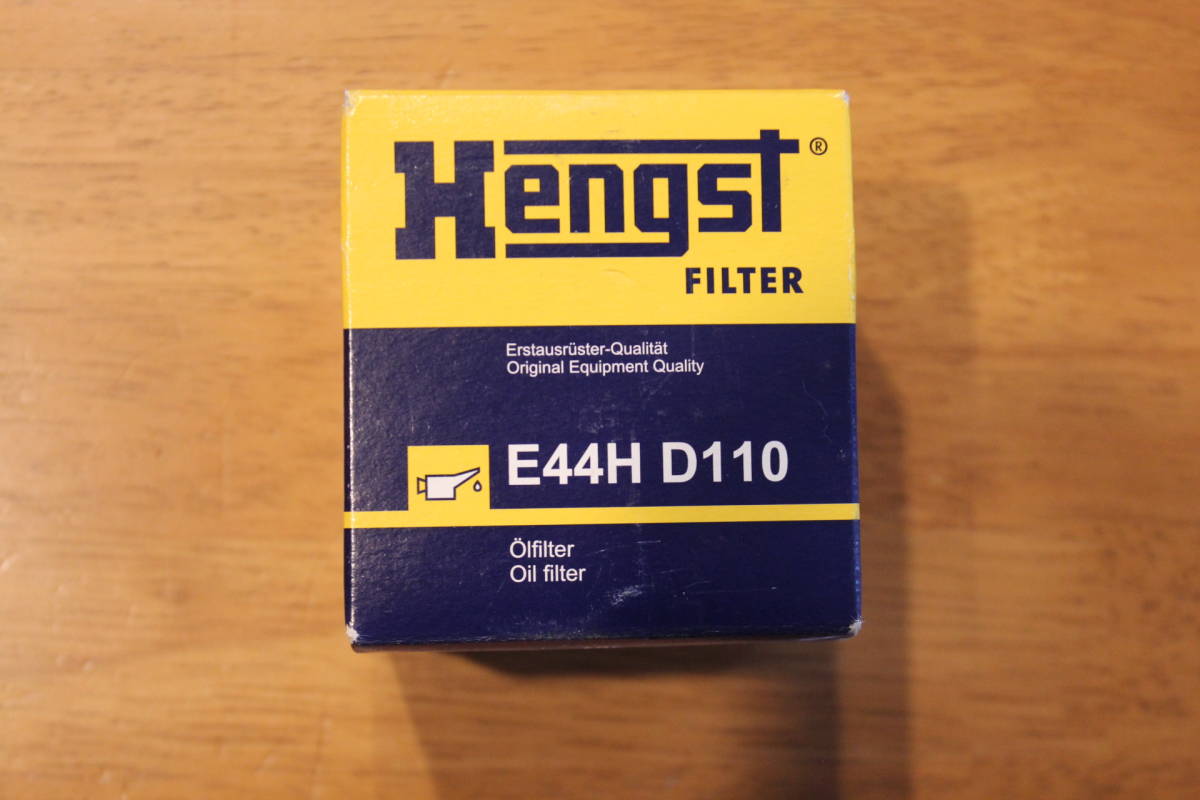 Hengst®
FILTER
Erstausrüster-Qualität
Original Equipment Quality
E44H D110
Ölfilter
Oil filter